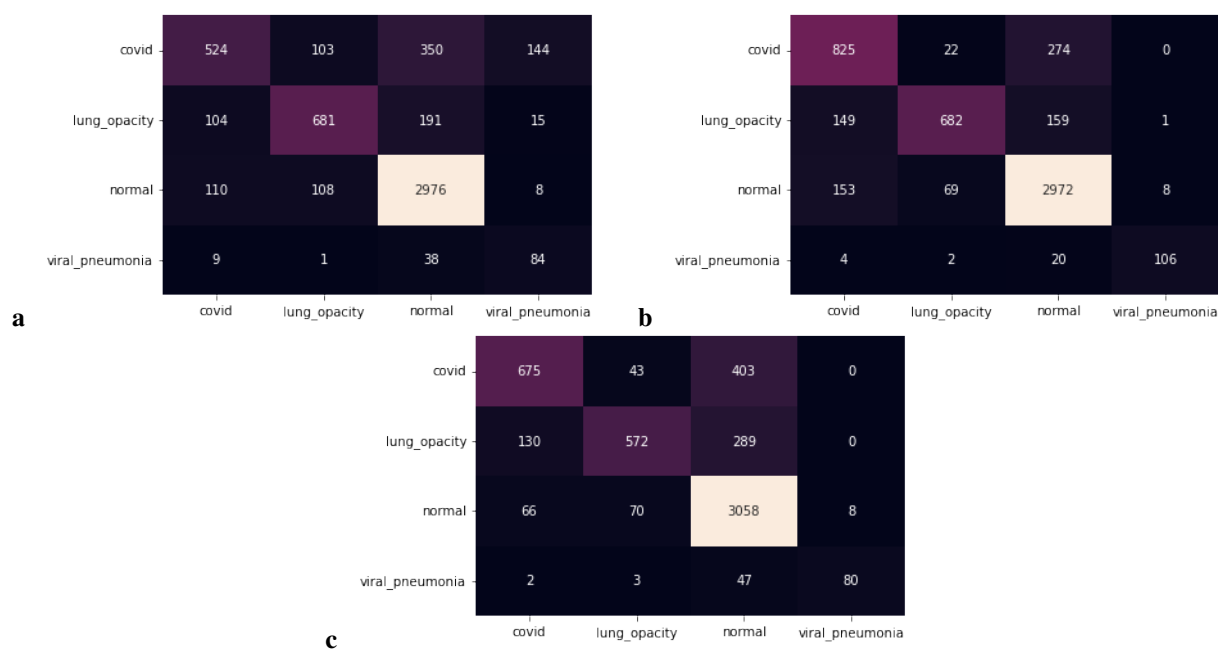 covid 524 103 350 144
lung_opacity 104 681 191 15
normal 110 108 2976 8
viral_pneumonia 9 1 38 84
covid lung_opacity normal viral_pneumonia
a
covid 825 22 274 0
lung_opacity 149 682 159 1
normal 153 69 2972 8
viral_pneumonia 4 2 20 106
covid lung_opacity normal viral_pneumonia
b
covid 675 43 403 0
lung_opacity 130 572 289 0
normal 66 70 3058 8
viral_pneumonia 2 3 47 80
covid lung_opacity normal viral_pneumonia
c